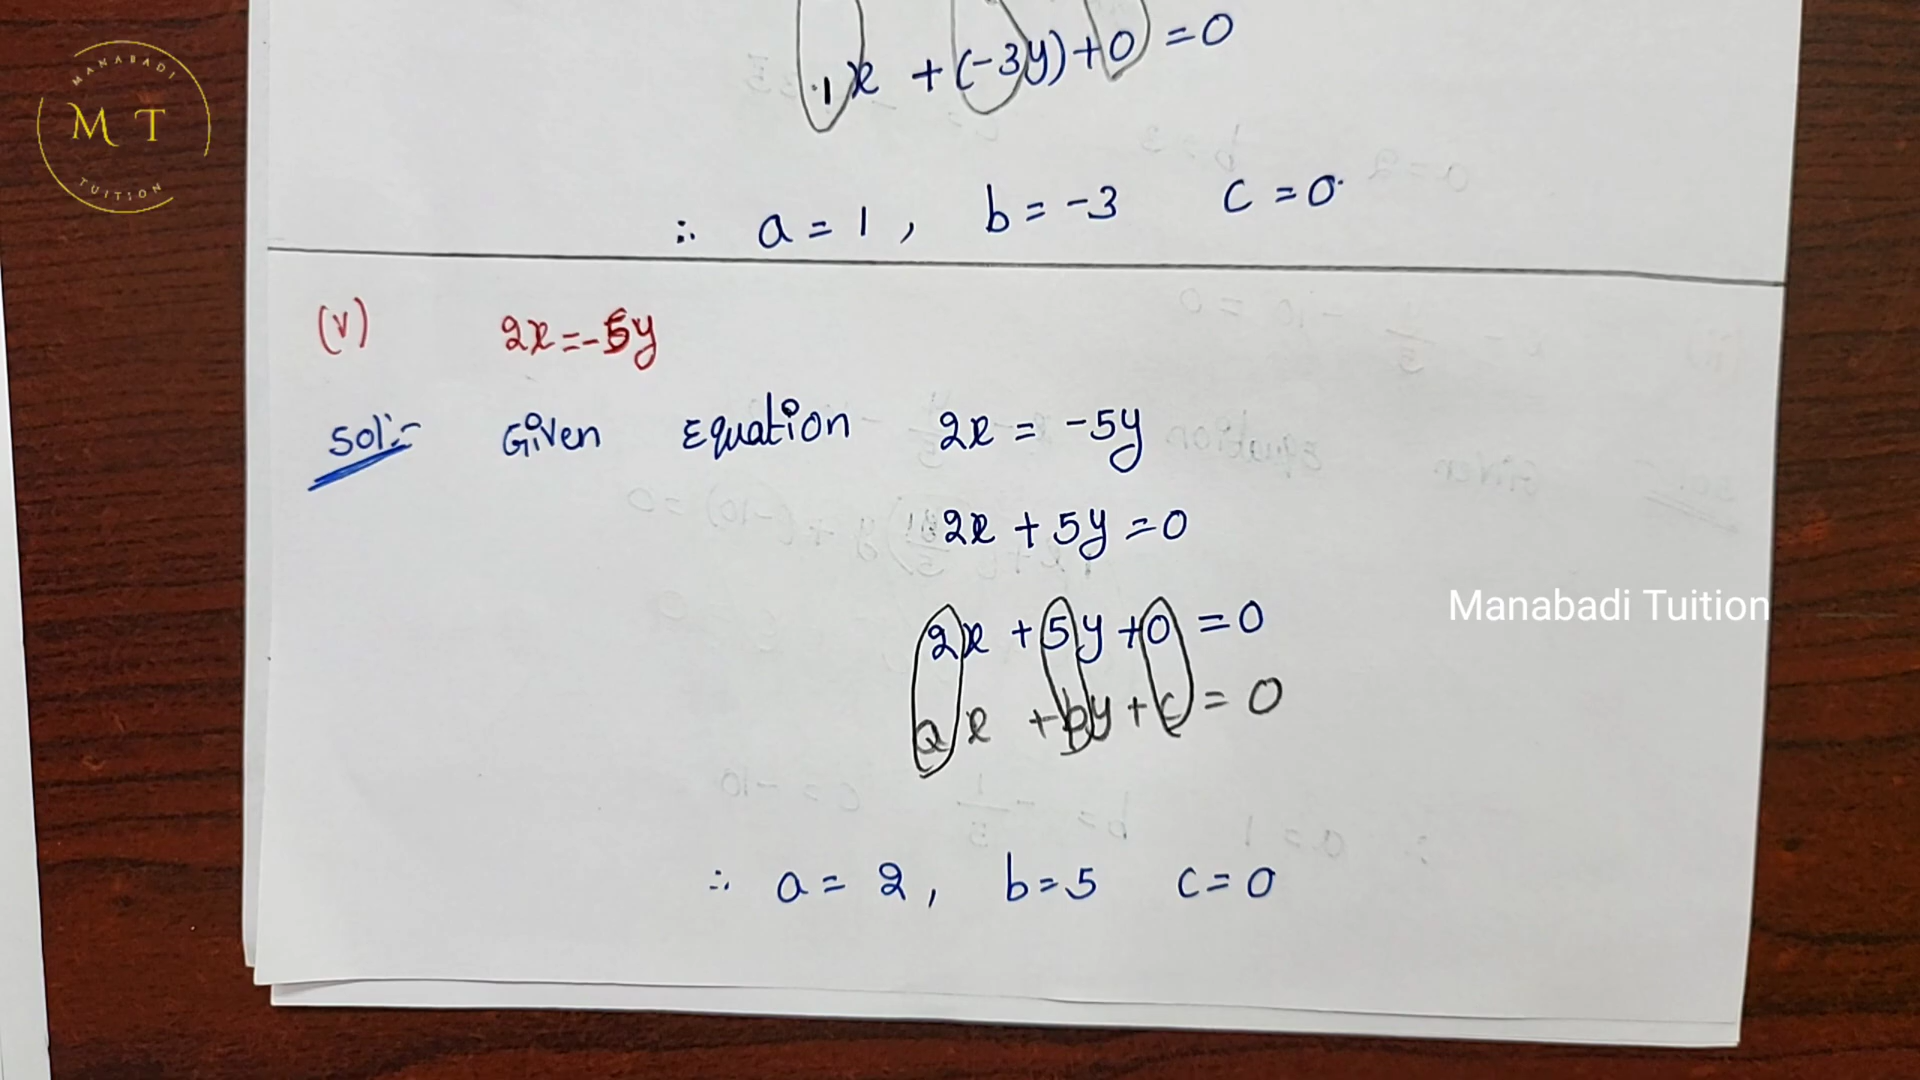 MANABADI
M T
TUITION
1x + (-3y) + 0 = 0
∴ a = 1, b = -3 c = 0.
(v) 2x = -5y
Sol:- Given Equation 2x = -5y
2x + 5y = 0
2x + 5y + 0 = 0
ax + by + c = 0
Manabadi Tuition
∴ a = 2, b = 5 c = 0